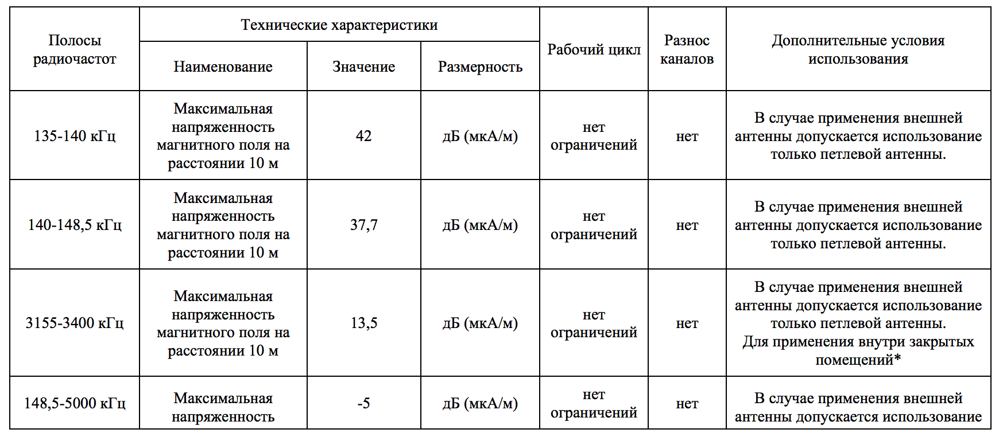 Полосы
радиочастот
Технические характеристики
Наименование
Значение
Размерность
Рабочий цикл
Разнос
каналов
Дополнительные условия
использования
135-140 кГц
Максимальная
напряженность
магнитного поля на
расстоянии 10 м
42
дБ (мкА/м)
нет
ограничений
нет
В случае применения внешней
антенны допускается использование
только петлевой антенны.
140-148,5 кГц
Максимальная
напряженность
магнитного поля на
расстоянии 10 м
37,7
дБ (мкА/м)
нет
ограничений
нет
В случае применения внешней
антенны допускается использование
только петлевой антенны.
3155-3400 кГц
Максимальная
напряженность
магнитного поля на
расстоянии 10 м
13,5
дБ (мкА/м)
нет
ограничений
нет
В случае применения внешней
антенны допускается использование
только петлевой антенны.
Для применения внутри закрытых
помещений*
148,5-5000 кГц
Максимальная
напряженность
-5
дБ (мкА/м)
нет
ограничений
нет
В случае применения внешней
антенны допускается использование